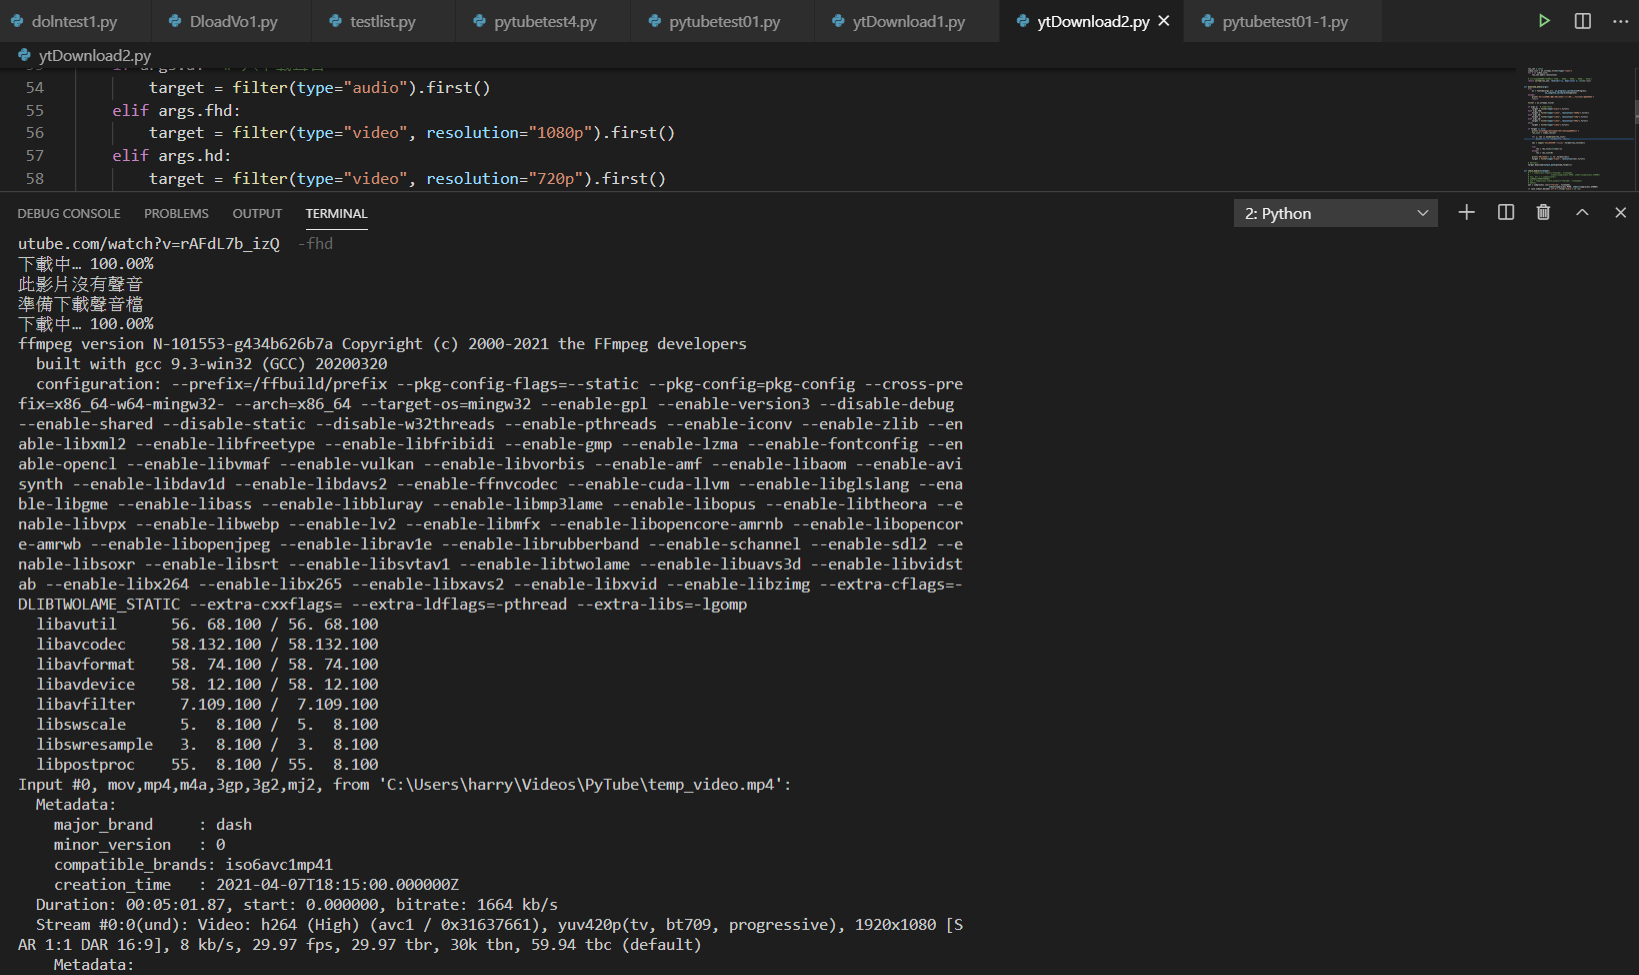 dolntest1.py DloadVo1.py testlist.py pytubetest4.py pytubetest01.py ytDownload1.py ytDownload2.py pytubetest01-1.py
ytDownload2.py
54 target = filter(type="audio").first()
55 elif args.fhd:
56 target = filter(type="video", resolution="1080p").first()
57 elif args.hd:
58 target = filter(type="video", resolution="720p").first()
DEBUG CONSOLE PROBLEMS OUTPUT TERMINAL 2: Python
utube.com/watch?v=rAFdL7b_izQ -fhd
下載中… 100.00%
此影片沒有聲音
準備下載聲音檔
下載中… 100.00%
ffmpeg version N-101553-g434b626b7a Copyright (c) 2000-2021 the FFmpeg developers
built with gcc 9.3-win32 (GCC) 20200320
configuration: --prefix=/ffbuild/prefix --pkg-config-flags=--static --pkg-config=pkg-config --cross-pre
fix=x86_64-w64-mingw32- --arch=x86_64 --target-os=mingw32 --enable-gpl --enable-version3 --disable-debug
--enable-shared --disable-static --disable-w32threads --enable-pthreads --enable-iconv --enable-zlib --en
able-libxml2 --enable-libfreetype --enable-libfribidi --enable-gmp --enable-lzma --enable-fontconfig --en
able-opencl --enable-libvmaf --enable-vulkan --enable-libvorbis --enable-amf --enable-libaom --enable-avi
synth --enable-libdav1d --enable-libdavs2 --enable-ffnvcodec --enable-cuda-llvm --enable-libglslang --ena
ble-libgme --enable-libass --enable-libbluray --enable-libmp3lame --enable-libopus --enable-libtheora --e
nable-libvpx --enable-libwebp --enable-lv2 --enable-libmfx --enable-libopencore-amrnb --enable-libopencor
e-amrwb --enable-libopenjpeg --enable-librav1e --enable-librubberband --enable-schannel --enable-sdl2 --e
nable-libsoxr --enable-libsrt --enable-libsvtav1 --enable-libtwolame --enable-libuavs3d --enable-libvidst
ab --enable-libx264 --enable-libx265 --enable-libxavs2 --enable-libxvid --enable-libzimg --extra-cflags=-
DLIBTWOLAME_STATIC --extra-cxxflags= --extra-ldflags=-pthread --extra-libs=-lgomp
libavutil 56. 68.100 / 56. 68.100
libavcodec 58.132.100 / 58.132.100
libavformat 58. 74.100 / 58. 74.100
libavdevice 58. 12.100 / 58. 12.100
libavfilter 7.109.100 / 7.109.100
libswscale 5. 8.100 / 5. 8.100
libswresample 3. 8.100 / 3. 8.100
libpostproc 55. 8.100 / 55. 8.100
Input #0, mov,mp4,m4a,3gp,3g2,mj2, from 'C:\Users\harry\Videos\PyTube\temp_video.mp4':
Metadata:
major_brand : dash
minor_version : 0
compatible_brands: iso6avc1mp41
creation_time : 2021-04-07T18:15:00.000000Z
Duration: 00:05:01.87, start: 0.000000, bitrate: 1664 kb/s
Stream #0:0(und): Video: h264 (High) (avc1 / 0x31637661), yuv420p(tv, bt709, progressive), 1920x1080 [S
AR 1:1 DAR 16:9], 8 kb/s, 29.97 fps, 29.97 tbr, 30k tbn, 59.94 tbc (default)
Metadata: